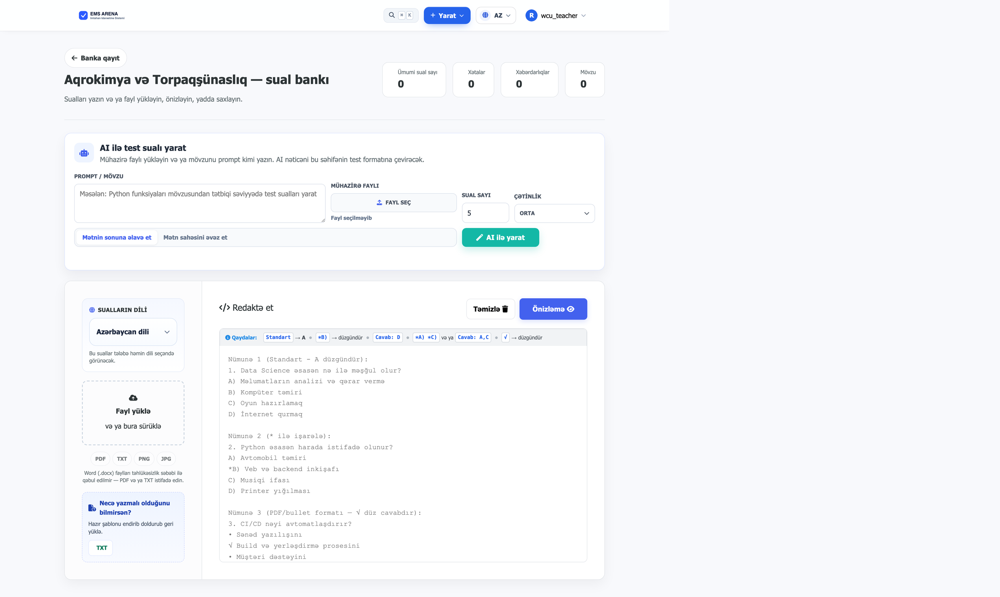 EMS ARENA
İmtahan İdarəetmə Sistemi
⌘ K
+ Yarat
AZ
R wcu_teacher
← Banka qayıt
Aqrokimya və Torpaqşünaslıq — sual bankı
Sualları yazın və ya fayl yükləyin, önizləyin, yadda saxlayın.
Ümumi sual sayı
0
Xətalar
0
Xəbərdarlıqlar
0
Mövzu
0
AI ilə test sualı yarat
Mühazirə faylı yükləyin və ya mövzunu prompt kimi yazın. AI nəticəni bu səhifənin test formatına çevirəcək.
PROMPT / MÖVZU
Məsələn: Python funksiyaları mövzusundan tətbiqi səviyyədə test sualları yarat
MÜHAZİRƏ FAYLI
FAYL SEÇ
Fayl seçilməyib
SUAL SAYI
5
ÇƏTİNLİK
ORTA
Mətnin sonuna əlavə et
Mətn sahəsini əvəz et
AI ilə yarat
SUALLARIN DİLİ
Azərbaycan dili
Bu suallar tələbə həmin dili seçəndə
görünəcək.
Fayl yüklə
və ya bura sürüklə
PDF TXT PNG JPG
Word (.docx) faylları təhlükəsizlik səbəbi ilə
qəbul edilmir — PDF və ya TXT istifadə edin.
Necə yazmalı olduğunu
bilmirsən?
Hazır şablonu endirib doldurub geri
yüklə.
TXT
</> Redaktə et
Təmizlə
Önizləmə
Qaydalar: Standart → A • *B) → düzgündür • Cavab: D • *A) *C) və ya Cavab: A,C • √ → düzgündür
Nümunə 1 (Standart - A düzgündür):
1. Data Science əsasən nə ilə məşğul olur?
A) Məlumatların analizi və qərar vermə
B) Kompüter təmiri
C) Oyun hazırlamaq
D) İnternet qurmaq
Nümunə 2 (* ilə işarələ):
2. Python əsasən harada istifadə olunur?
A) Avtomobil təmiri
*B) Veb və backend inkişafı
C) Musiqi ifası
D) Printer yığılması
Nümunə 3 (PDF/bullet formatı — √ düz cavabdır):
3. CI/CD nəyi avtomatlaşdırır?
• Sənəd yazılışını
√ Build və yerləşdirmə prosesini
• Müştəri dəstəyini